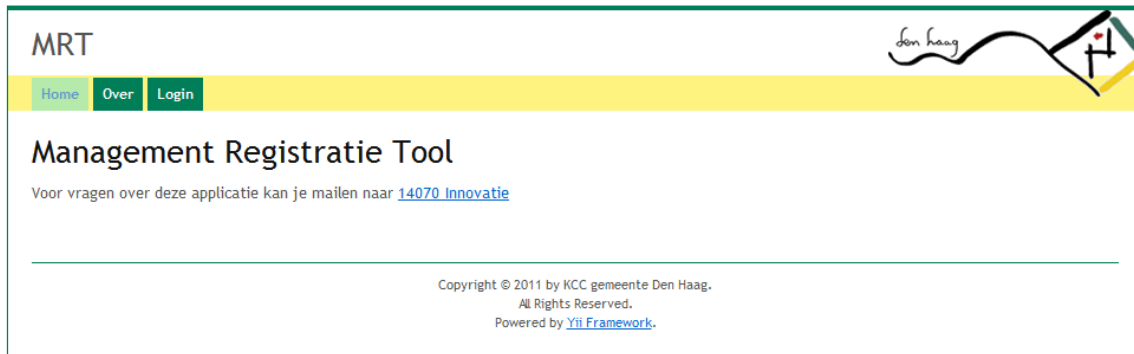 MRT
den haag
Home Over Login
Management Registratie Tool
Voor vragen over deze applicatie kan je mailen naar 14070 Innovatie
Copyright © 2011 by KCC gemeente Den Haag.
All Rights Reserved.
Powered by Yii Framework.